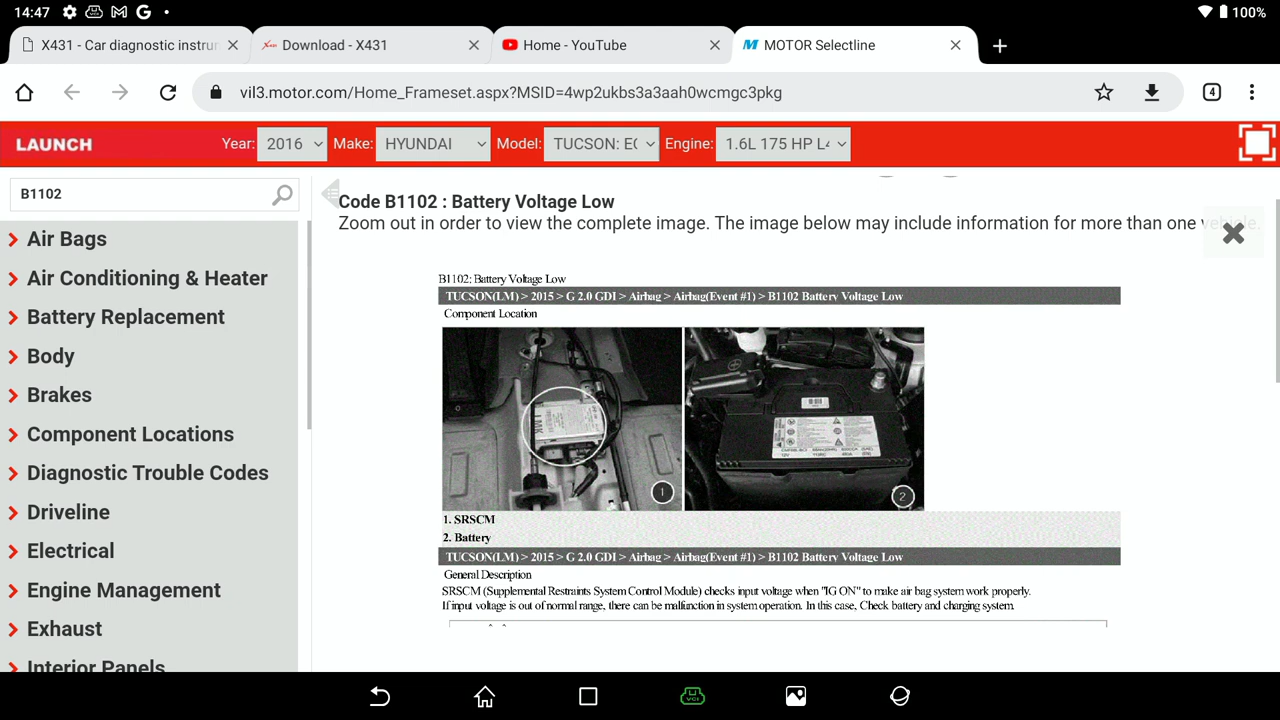 14:47
100%
X431 - Car diagnostic instrun
Download - X431
Home - YouTube
MOTOR Selectline
vil3.motor.com/Home_Frameset.aspx?MSID=4wp2ukbs3a3aah0wcmgc3pkg
4
LAUNCH
Year: 2016 Make: HYUNDAI Model: TUCSON: EC Engine: 1.6L 175 HP L4
B1102
Air Bags
Air Conditioning & Heater
Battery Replacement
Body
Brakes
Component Locations
Diagnostic Trouble Codes
Driveline
Electrical
Engine Management
Exhaust
Interior Panels
Code B1102 : Battery Voltage Low
Zoom out in order to view the complete image. The image below may include information for more than one vehicle.
B1102: Battery Voltage Low
TUCSON(LM) > 2015 > G 2.0 GDI > Airbag > Airbag(Event #1) > B1102 Battery Voltage Low
Component Location
1
2
1. SRSCM
2. Battery
TUCSON(LM) > 2015 > G 2.0 GDI > Airbag > Airbag(Event #1) > B1102 Battery Voltage Low
General Description
SRSCM (Supplemental Restraints System Control Module) checks input voltage when "IG ON" to make air bag system work properly.
If input voltage is out of normal range, there can be malfunction in system operation. In this case, Check battery and charging system.